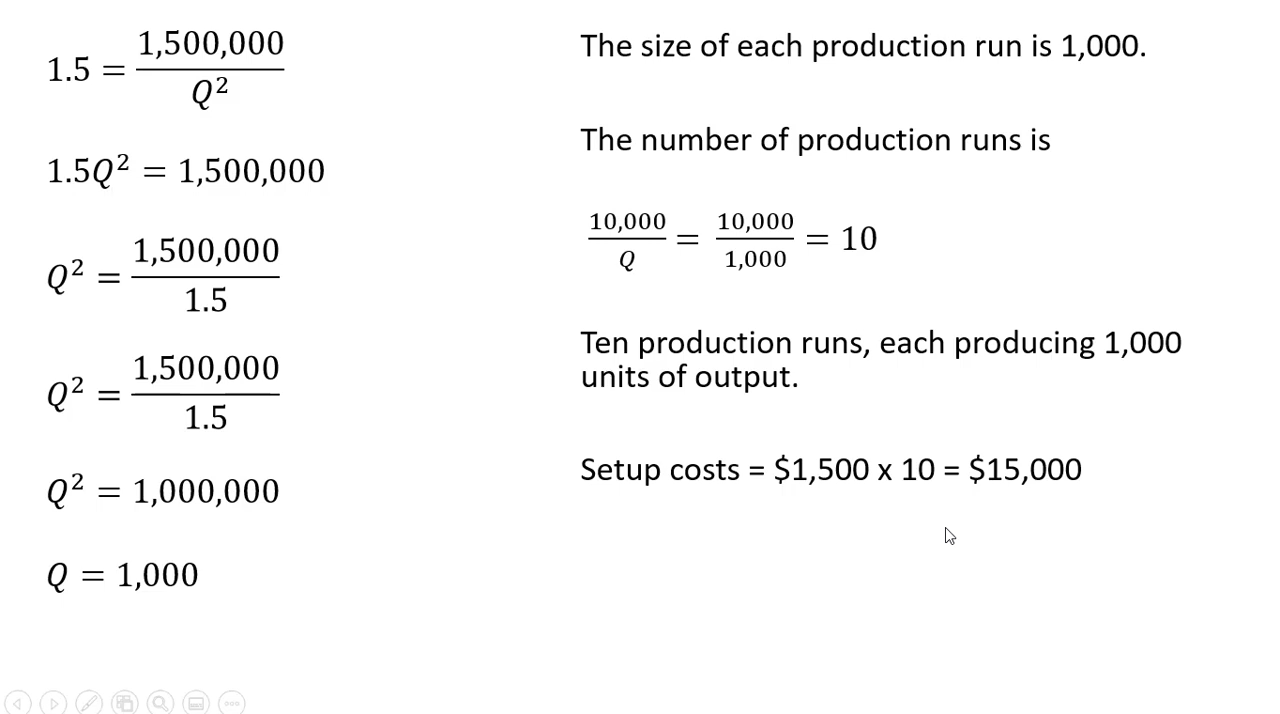 1.5 = 1,500,000 / Q²
1.5Q² = 1,500,000
Q² = 1,500,000 / 1.5
Q² = 1,500,000 / 1.5
Q² = 1,000,000
Q = 1,000
The size of each production run is 1,000.
The number of production runs is
10,000 / Q = 10,000 / 1,000 = 10
Ten production runs, each producing 1,000
units of output.
Setup costs = $1,500 x 10 = $15,000